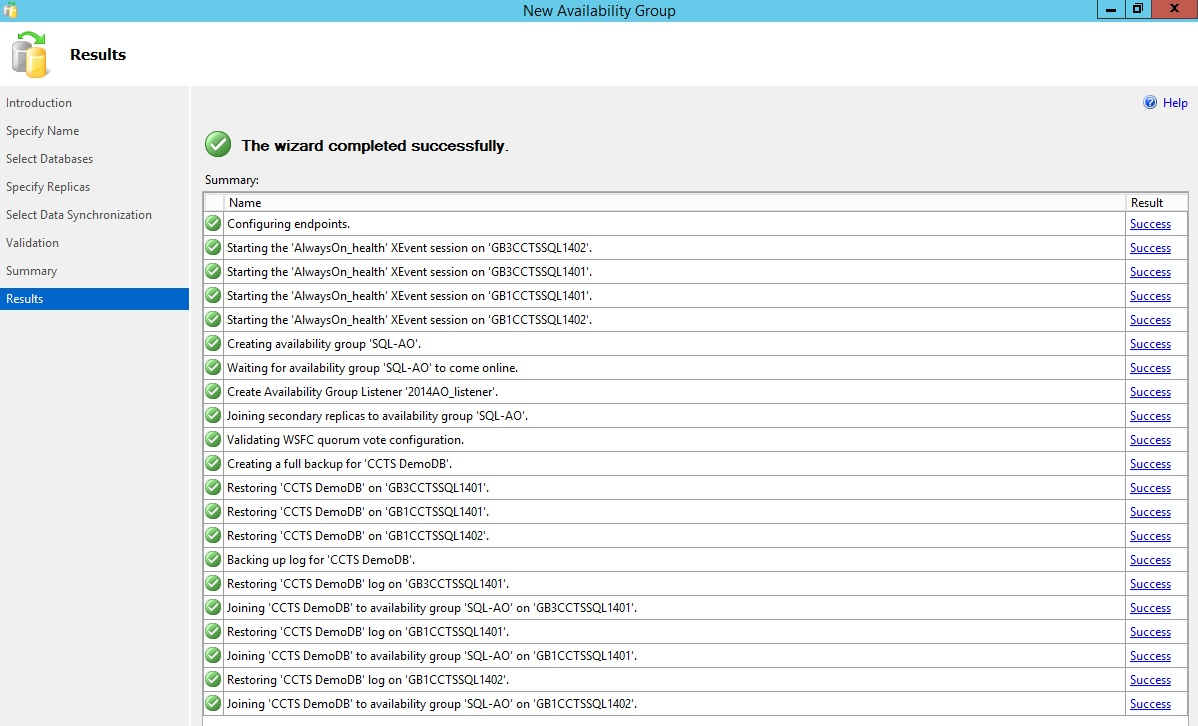 New Availability Group
Results
Introduction
Specify Name
Select Databases
Specify Replicas
Select Data Synchronization
Validation
Summary
Results
Help
The wizard completed successfully.
Summary:
Name Result
Configuring endpoints. Success
Starting the 'AlwaysOn_health' XEvent session on 'GB3CCTSSQL1402'. Success
Starting the 'AlwaysOn_health' XEvent session on 'GB3CCTSSQL1401'. Success
Starting the 'AlwaysOn_health' XEvent session on 'GB1CCTSSQL1401'. Success
Starting the 'AlwaysOn_health' XEvent session on 'GB1CCTSSQL1402'. Success
Creating availability group 'SQL-AO'. Success
Waiting for availability group 'SQL-AO' to come online. Success
Create Availability Group Listener '2014AO_listener'. Success
Joining secondary replicas to availability group 'SQL-AO'. Success
Validating WSFC quorum vote configuration. Success
Creating a full backup for 'CCTS DemoDB'. Success
Restoring 'CCTS DemoDB' on 'GB3CCTSSQL1401'. Success
Restoring 'CCTS DemoDB' on 'GB1CCTSSQL1401'. Success
Restoring 'CCTS DemoDB' on 'GB1CCTSSQL1402'. Success
Backing up log for 'CCTS DemoDB'. Success
Restoring 'CCTS DemoDB' log on 'GB3CCTSSQL1401'. Success
Joining 'CCTS DemoDB' to availability group 'SQL-AO' on 'GB3CCTSSQL1401'. Success
Restoring 'CCTS DemoDB' log on 'GB1CCTSSQL1401'. Success
Joining 'CCTS DemoDB' to availability group 'SQL-AO' on 'GB1CCTSSQL1401'. Success
Restoring 'CCTS DemoDB' log on 'GB1CCTSSQL1402'. Success
Joining 'CCTS DemoDB' to availability group 'SQL-AO' on 'GB1CCTSSQL1402'. Success